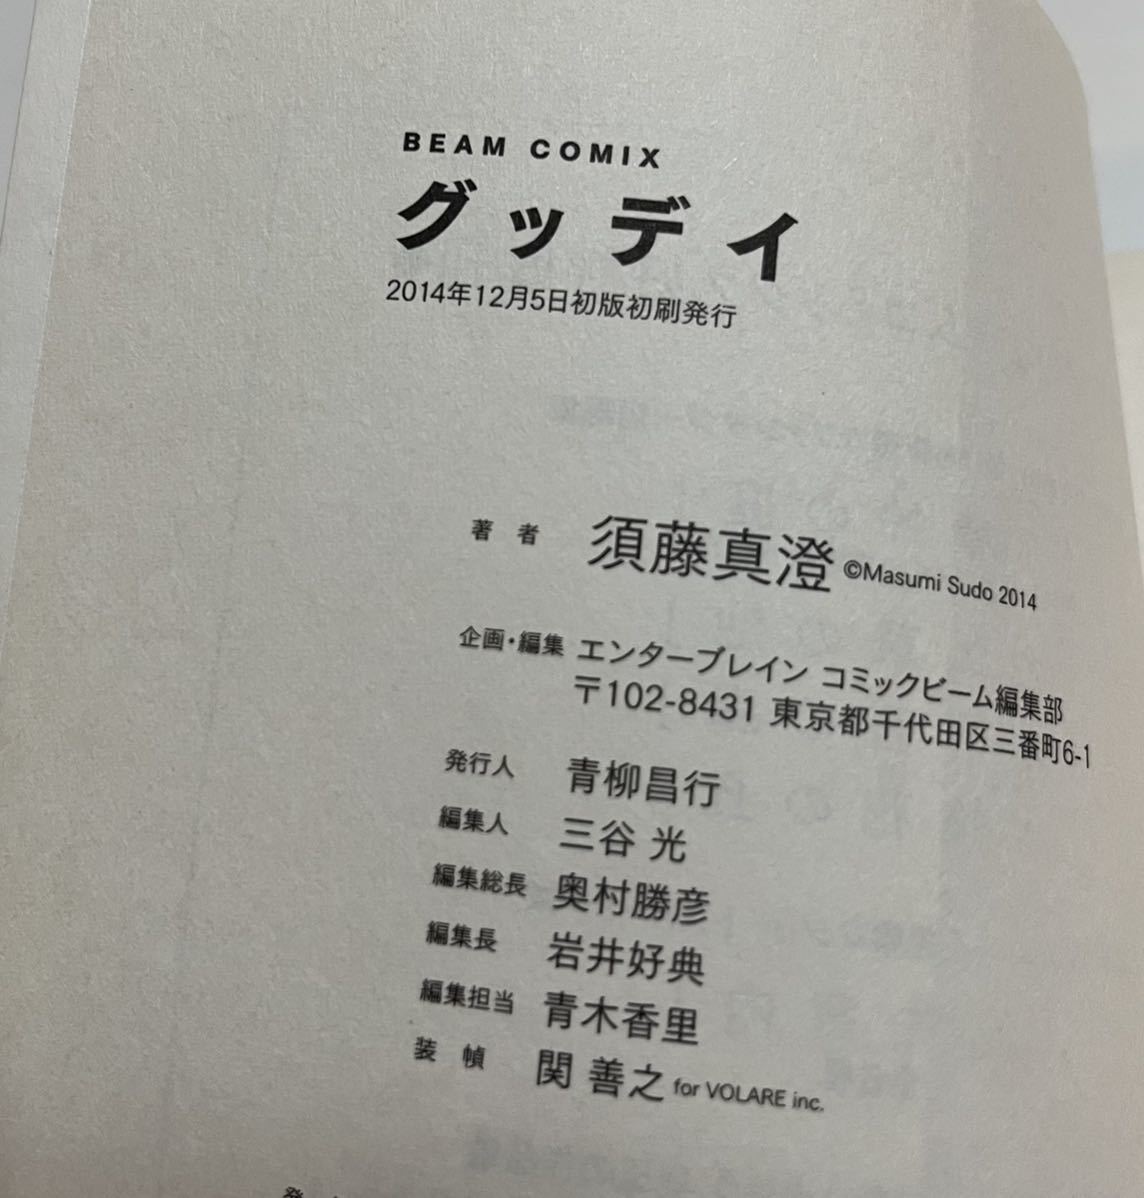 BEAM COMIX
グッデイ
2014年12月5日初版初刷発行
著 者 須藤真澄 ©Masumi Sudo 2014
企画・編集 エンターブレイン コミックビーム編集部
〒102-8431 東京都千代田区三番町6-1
発行人 青柳昌行
編集人 三谷 光
編集総長 奥村勝彦
編集長 岩井好典
編集担当 青木香里
装 幀 関 善之 for VOLARE inc.